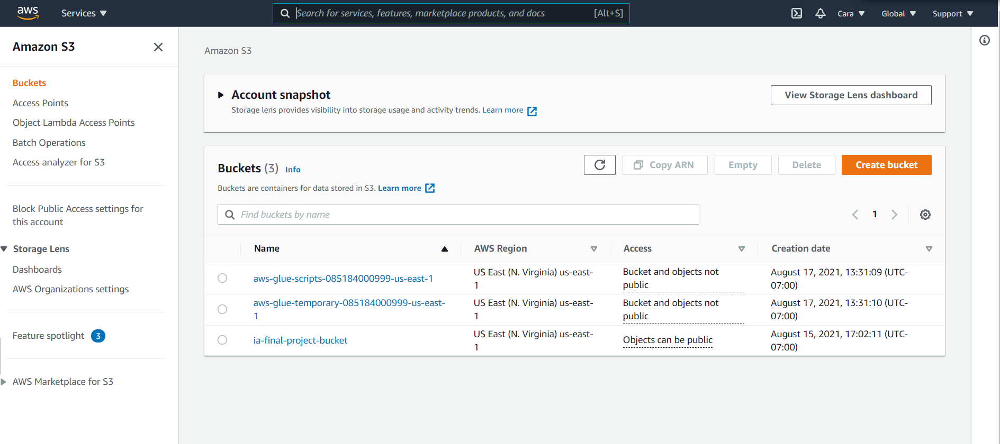 aws
Services
Search for services, features, marketplace products, and docs
[Alt+S]
Cara
Global
Support
Amazon S3
Buckets
Access Points
Object Lambda Access Points
Batch Operations
Access analyzer for S3
Block Public Access settings for
this account
Storage Lens
Dashboards
AWS Organizations settings
Feature spotlight 3
AWS Marketplace for S3
Amazon S3
Account snapshot
View Storage Lens dashboard
Storage lens provides visibility into storage usage and activity trends. Learn more
Buckets (3) Info
Copy ARN
Empty
Delete
Create bucket
Buckets are containers for data stored in S3. Learn more
Find buckets by name
1
Name
AWS Region
Access
Creation date
aws-glue-scripts-085184000999-us-east-1
US East (N. Virginia) us-east-
1
Bucket and objects not
public
August 17, 2021, 13:31:09 (UTC-
07:00)
aws-glue-temporary-085184000999-us-east-
1
US East (N. Virginia) us-east-
1
Bucket and objects not
public
August 17, 2021, 13:31:10 (UTC-
07:00)
ia-final-project-bucket
US East (N. Virginia) us-east-
1
Objects can be public
August 15, 2021, 17:02:11 (UTC-
07:00)